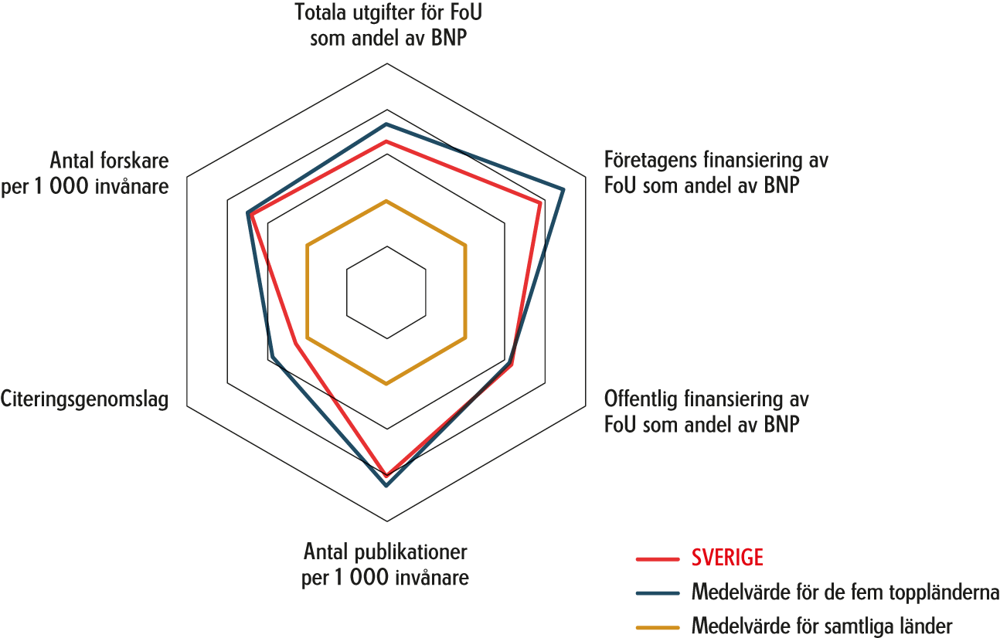 Totala utgifter för FoU
som andel av BNP
Antal forskare
per 1 000 invånare
Företagens finansiering av
FoU som andel av BNP
Citeringsgenomslag
Offentlig finansiering av
FoU som andel av BNP
Antal publikationer
per 1 000 invånare
SVERIGE
Medelvärde för de fem toppländerna
Medelvärde för samtliga länder